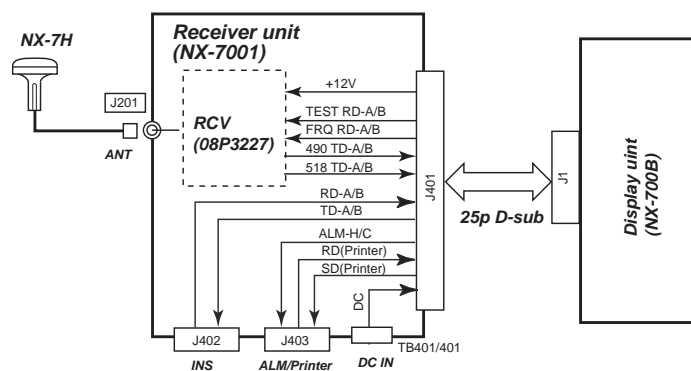 NX-7H
Receiver unit
(NX-7001)
J201
ANT
RCV
(08P3227)
+12V
TEST RD-A/B
FRQ RD-A/B
490 TD-A/B
518 TD-A/B
RD-A/B
TD-A/B
ALM-H/C
RD(Printer)
SD(Printer)
DC
J401
25p D-sub
J1
Display uint
(NX-700B)
J402
J403
TB401/401
INS
ALM/Printer
DC IN